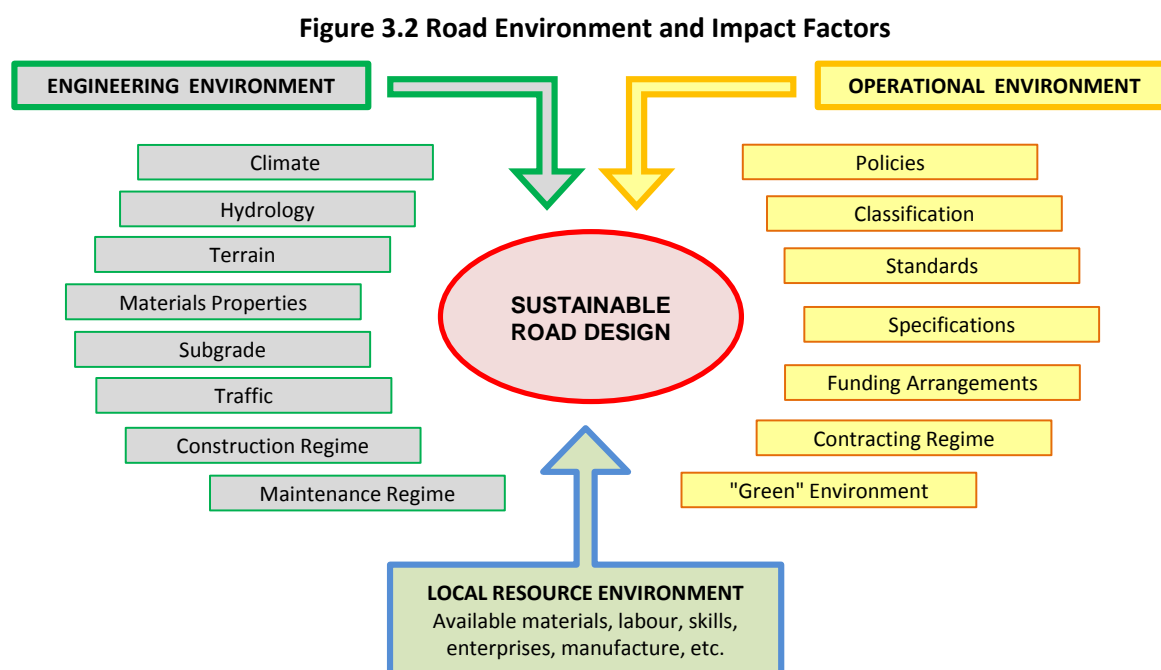 Figure 3.2 Road Environment and Impact Factors
ENGINEERING ENVIRONMENT
OPERATIONAL ENVIRONMENT
Climate
Hydrology
Terrain
Materials Properties
Subgrade
Traffic
Construction Regime
Maintenance Regime
SUSTAINABLE
ROAD DESIGN
Policies
Classification
Standards
Specifications
Funding Arrangements
Contracting Regime
"Green" Environment
LOCAL RESOURCE ENVIRONMENT
Available materials, labour, skills,
enterprises, manufacture, etc.